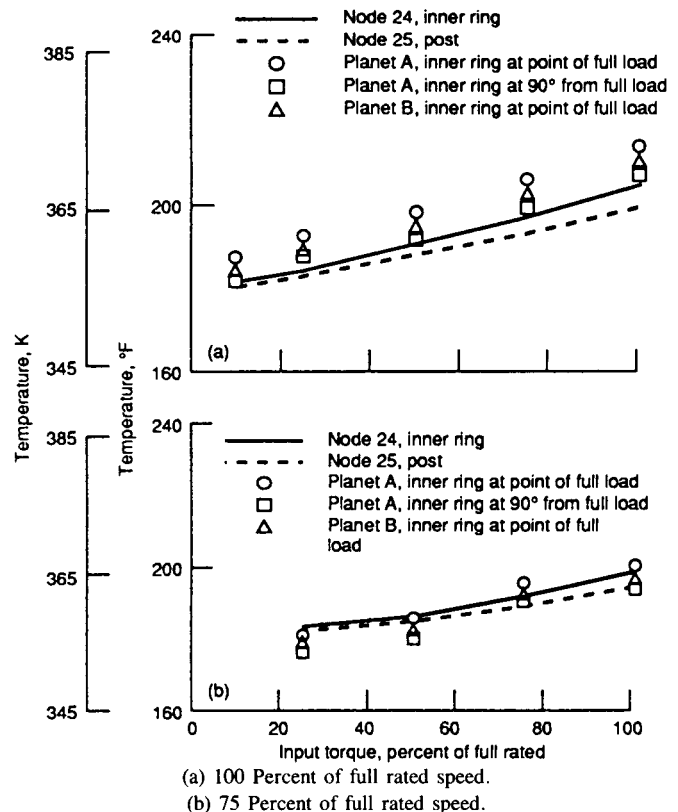 Node 24, inner ring
Node 25, post
Planet A, inner ring at point of full load
Planet A, inner ring at 90° from full load
Planet B, inner ring at point of full load
385
365
345
Temperature, K
240
200
160
Temperature, °F
(a)
Node 24, inner ring
Node 25, post
Planet A, inner ring at point of full load
Planet A, inner ring at 90° from full load
Planet B, inner ring at point of full
load
385
365
345
240
200
160
(b)
0 20 40 60 80 100
Input torque, percent of full rated
(a) 100 Percent of full rated speed.
(b) 75 Percent of full rated speed.